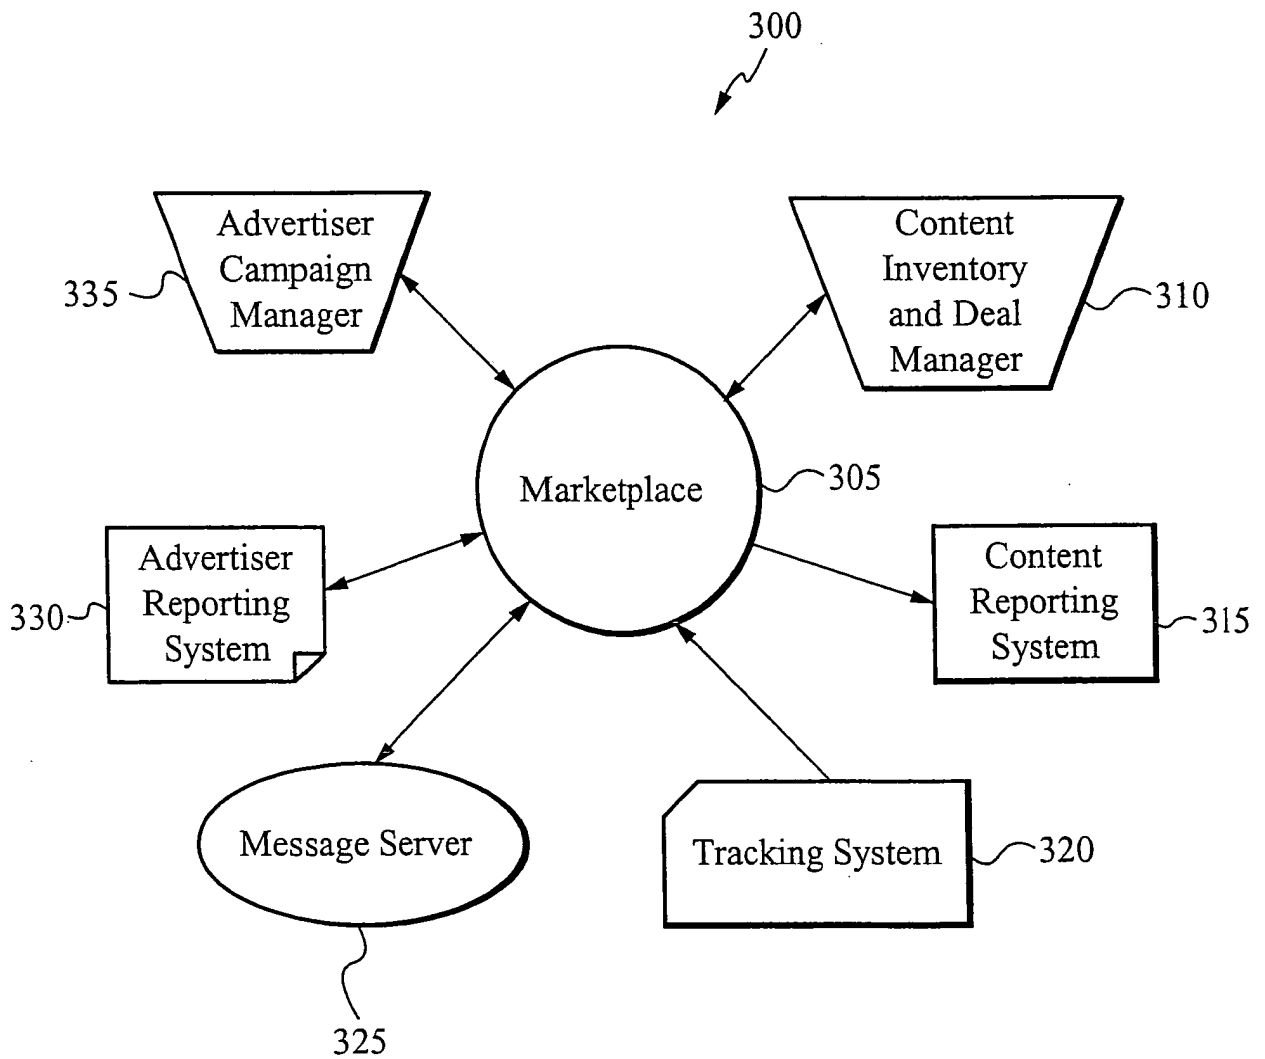 300
Advertiser
Campaign
Manager
335
Content
Inventory
and Deal
Manager
310
Marketplace
305
Advertiser
Reporting
System
330
Content
Reporting
System
315
Message Server
325
Tracking System
320